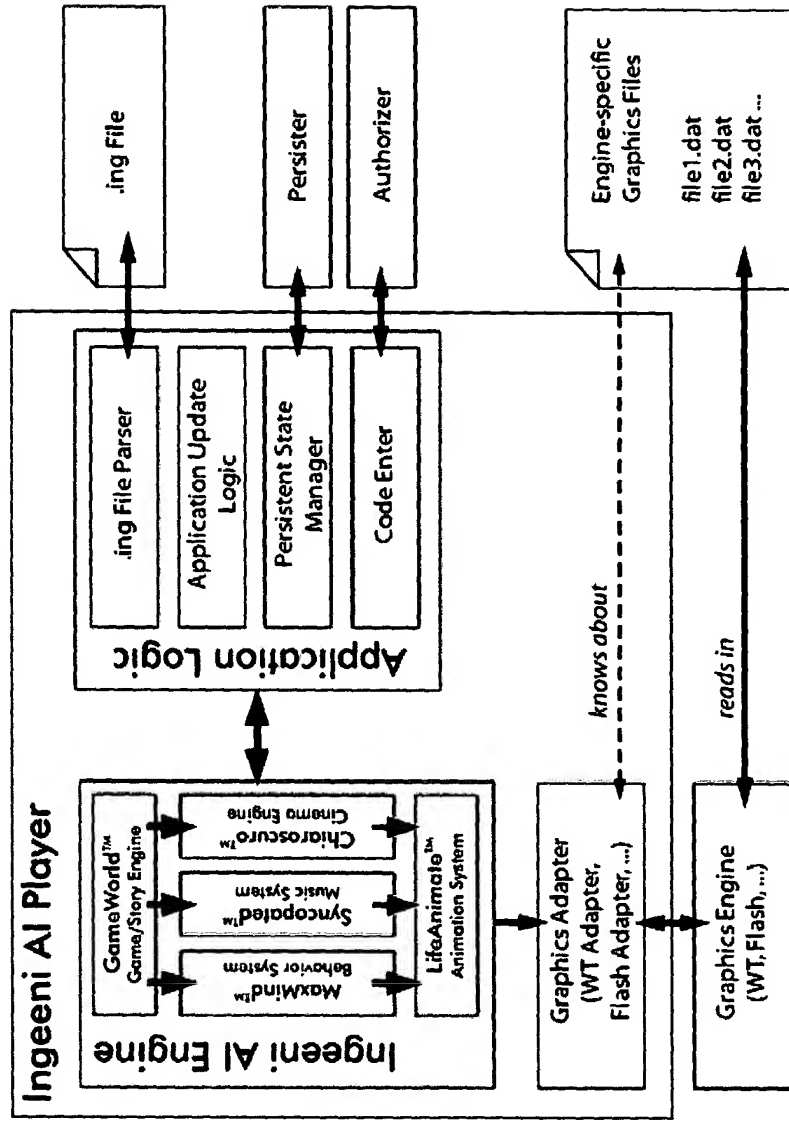 Ingeeni AI Player
Ingeeni AI Engine
GameWorld™
Game/Story Engine
MaxMind™
Behavior System
Syncopated™
Music System
Chiaroscuro™
Cinema Engine
LifeAnimate™
Animation System
Application Logic
.ing File Parser
Application Update
Logic
Persistent State
Manager
Code Enter
.ing File
Persister
Authorizer
Graphics Adapter
(WT Adapter,
Flash Adapter, ...)
knows about
Graphics Engine
(WT, Flash, ...)
reads in
Engine-specific
Graphics Files
file1.dat
file2.dat
file3.dat ...